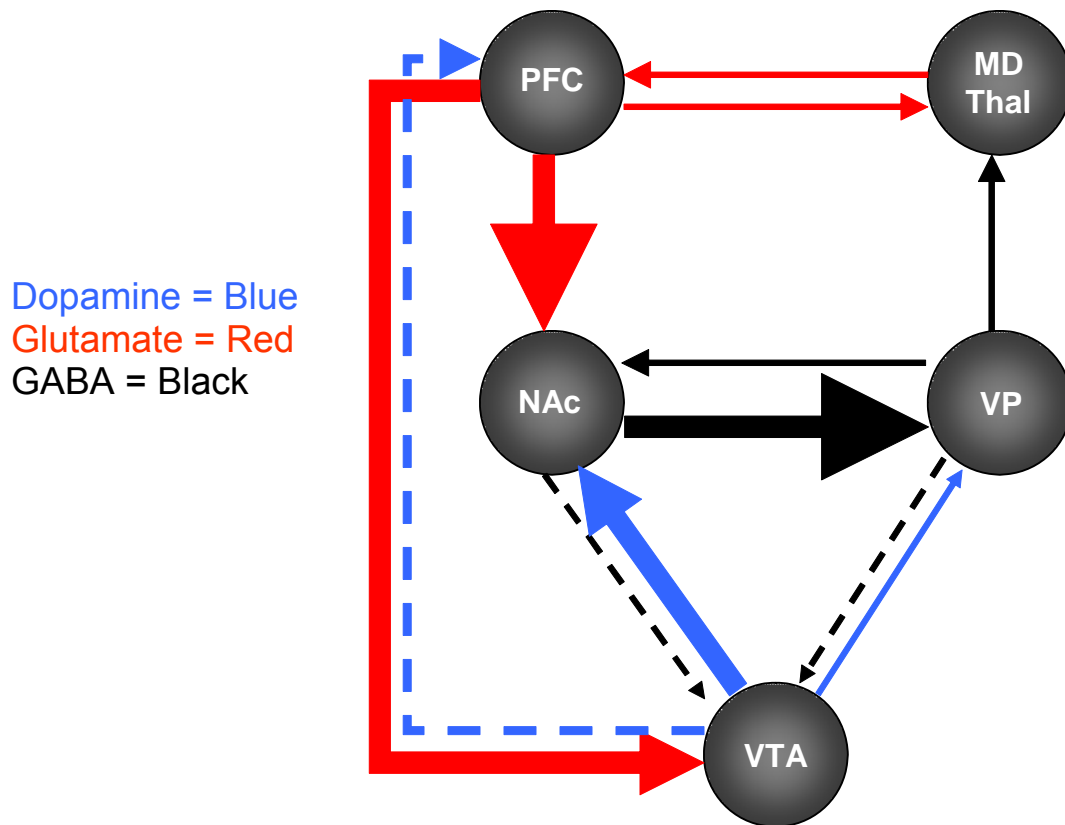 PFC
MD
Thal
Dopamine = Blue
Glutamate = Red
GABA = Black
NAc
VP
VTA